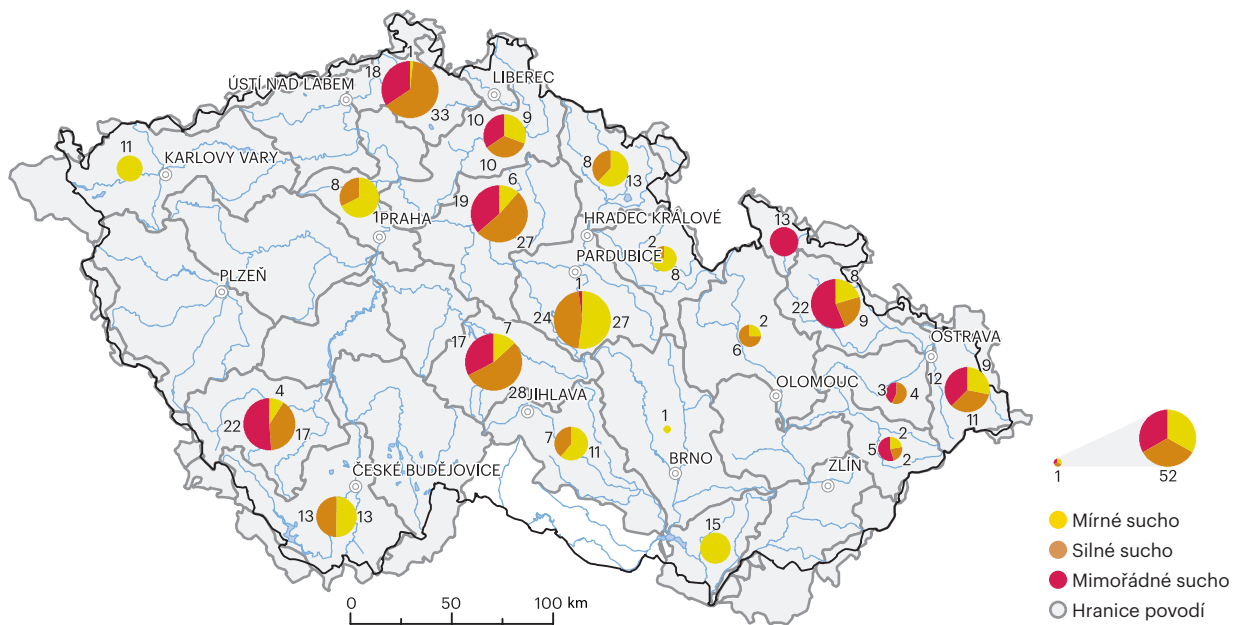 1
18
ÚSTÍ NAD LABEM
33
LIBEREC
10
9
10
11
KARLOVY VARY
8
13
8
1
PRAHA
6
19
27
HRADEC KRÁLOVÉ
2
8
PARDUBICE
13
PLZEŇ
1
24
27
8
22
9
2
6
OSTRAVA
7
17
28
JIHLAVA
OLOMOUC
3
4
9
12
11
4
22
17
1
7
11
2
5
2
BRNO
ZLÍN
ČESKÉ BUDĚJOVICE
13
13
15
0
50
100 km
1
52
Mírné sucho
Silné sucho
Mimořádné sucho
Hranice povodí